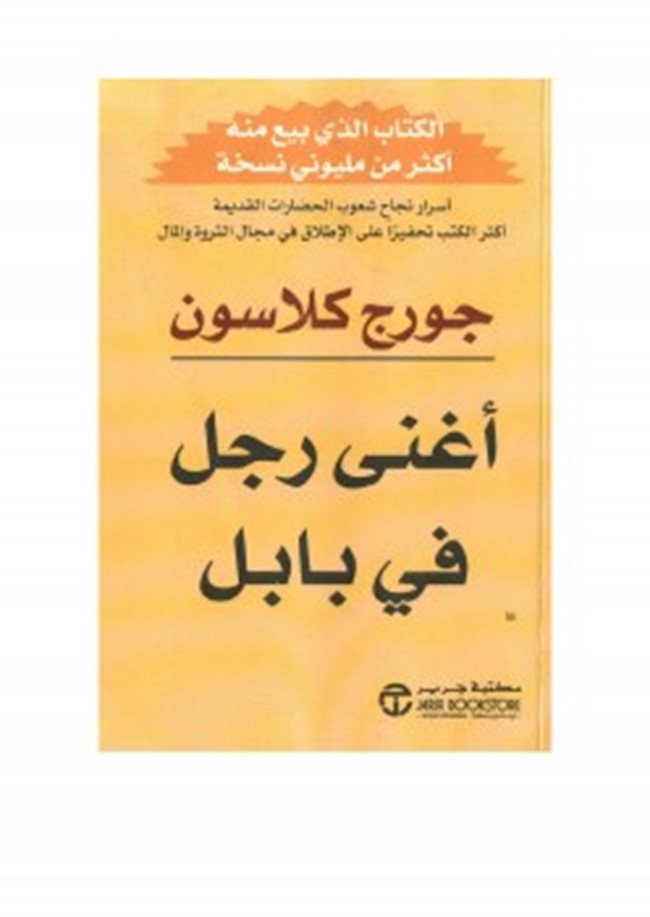 الكتاب الذي بيع منه
أكثر من مليوني نسخة
أسرار نجاح شعوب الحضارات القديمة
أكثر الكتب تحفيزًا على الإطلاق في مجال الثروة والمال
جورج كلاسون
أغنى رجل
في بابل
مكتبة جرير
JARIR BOOKSTORE